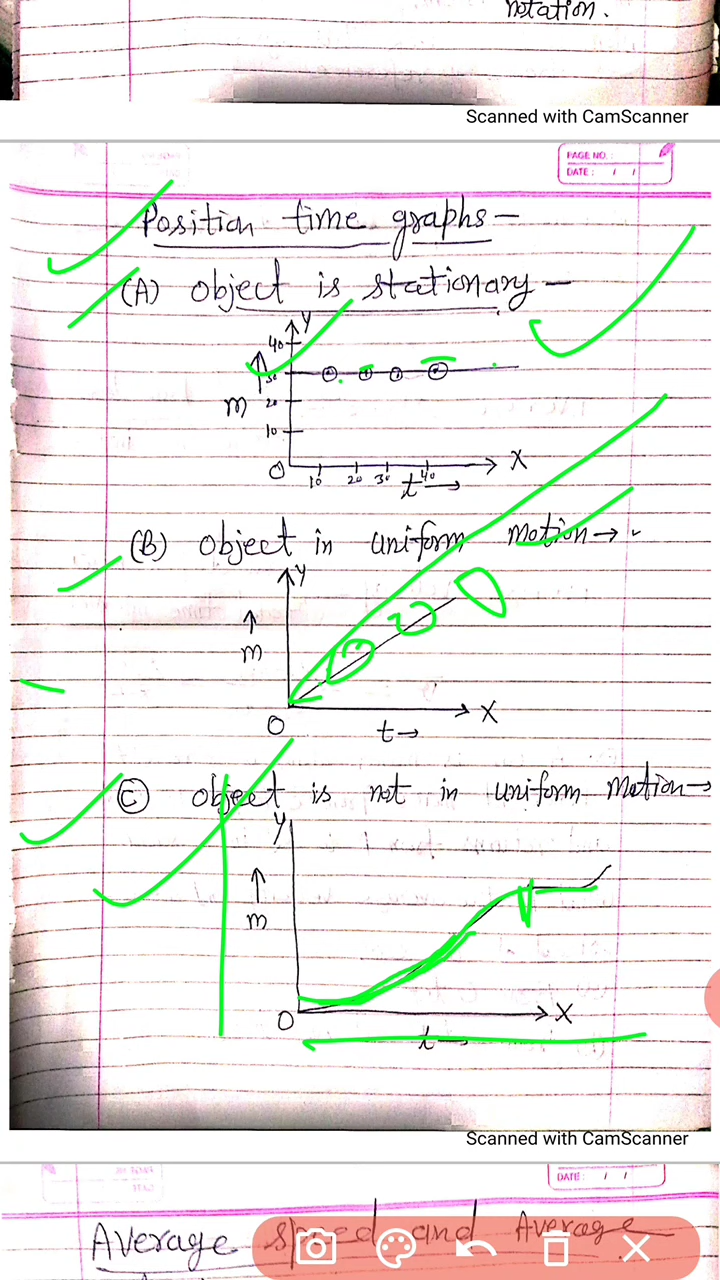 notation.
Scanned with CamScanner
PAGE NO.:
DATE: / /
Position time graphs-
(A) object is stationary -
Y
40
30
m
20
10
O
10 20 30 40
X
t→
(B) object in uniform motion→
Y
m
O
X
t→
(C) object is not in uniform motion→
Y
m
O
X
t→
Scanned with CamScanner
DATE: / /
Average speed and Average